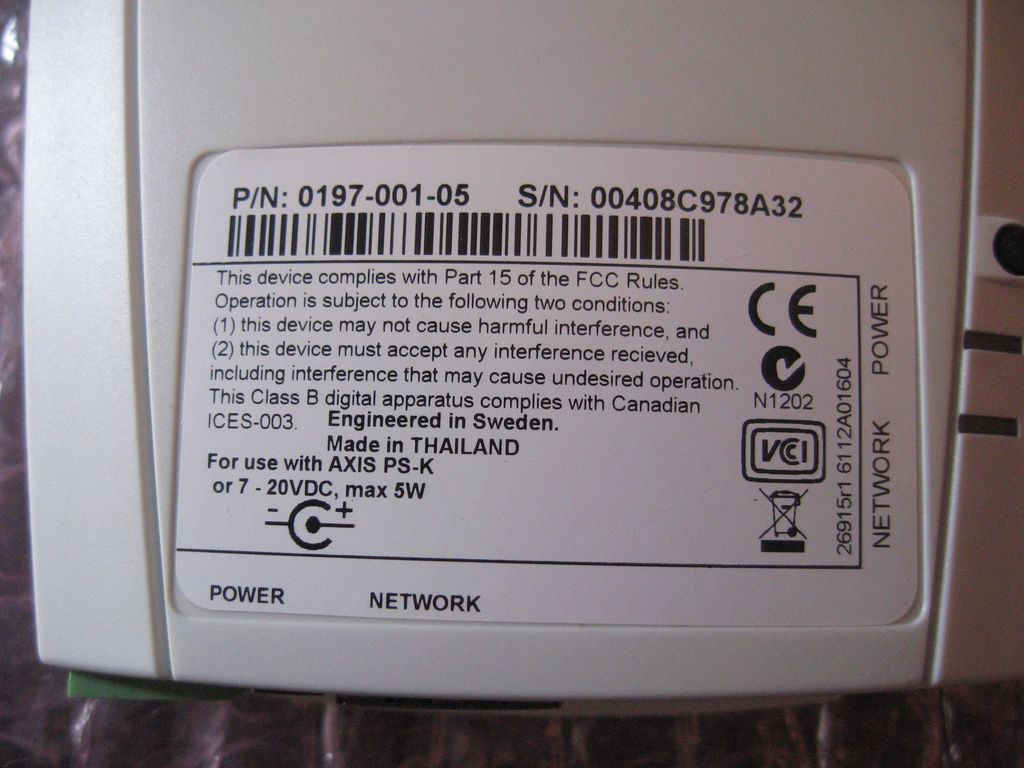 P/N: 0197-001-05 S/N: 00408C978A32
This device complies with Part 15 of the FCC Rules.
Operation is subject to the following two conditions:
(1) this device may not cause harmful interference, and
(2) this device must accept any interference recieved,
including interference that may cause undesired operation.
This Class B digital apparatus complies with Canadian
ICES-003. Engineered in Sweden.
Made in THAILAND
For use with AXIS PS-K
or 7 - 20VDC, max 5W
- +
CE
N1202
VCCI
26915r1 6112A01604
POWER
NETWORK
POWER NETWORK